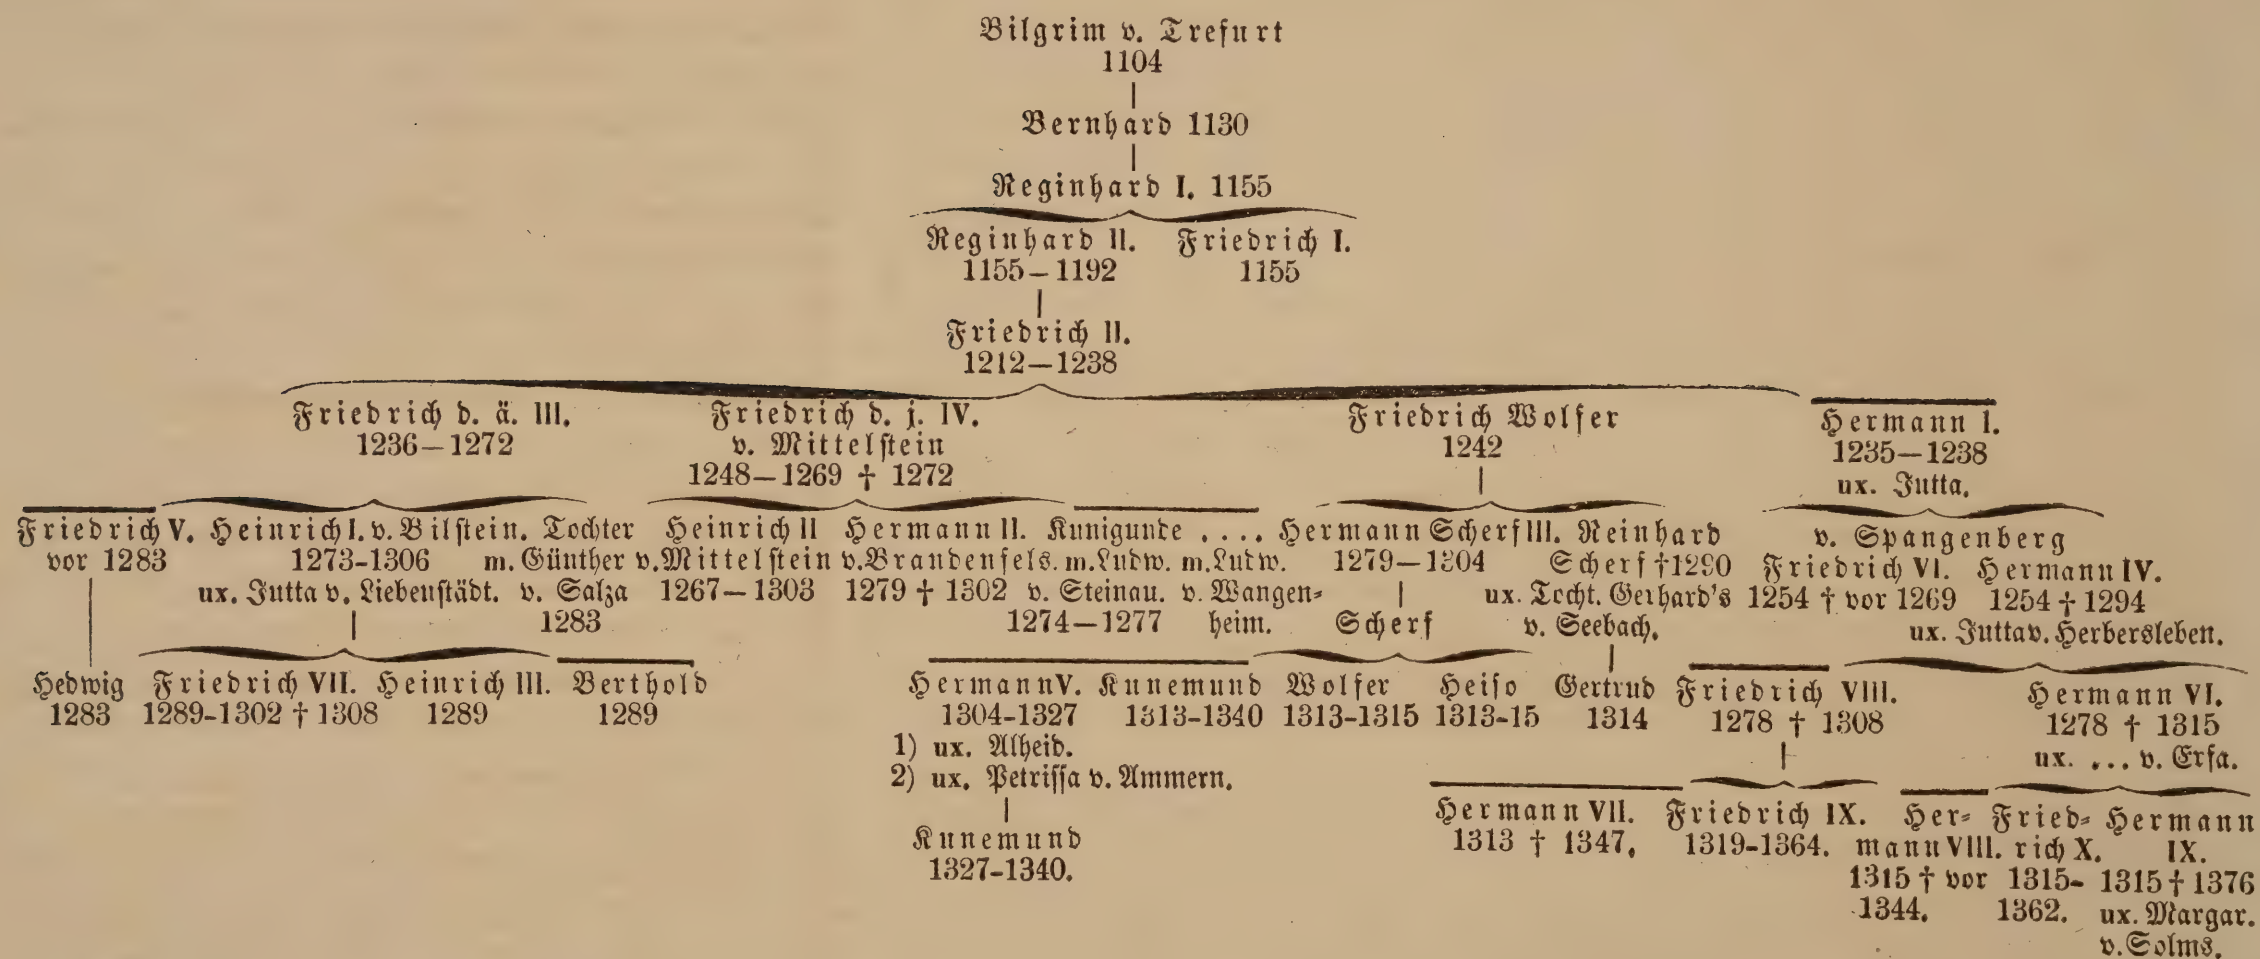 Bilgrim v. Trefurt
1104
Bernhard 1130
Reginhard I. 1155
Reginhard II. Friedrich I.
1155–1192 1155
Friedrich II.
1212–1238
Friedrich d. ä. III. Friedrich d. j. IV. Friedrich Wolfer Hermann I.
1236–1272 v. Mittelstein 1242 1235–1238
1248–1269 † 1272 ux. Jutta.
Friedrich V. Heinrich I. v. Bilstein. Tochter Heinrich II Hermann II. Kunigunde .... Hermann Scherf III. Reinhard v. Spangenberg
vor 1283 1273-1306 m. Günther v. Mittelstein v. Brandenfels. m. Ludw. m. Ludw. 1279–1304 Scherf † 1290 Friedrich VI. Hermann IV.
ux. Jutta v. Liebenstädt. v. Salza 1267–1303 1279 † 1302 v. Steinau. v. Wangen- ux. Tocht. Gerhard's 1254 † vor 1269 1254 † 1294
1283 1274–1277 heim. Scherf v. Seebach. ux. Jutta v. Herbersleben.
Hedwig Friedrich VII. Heinrich III. Berthold Hermann V. Kunemund Wolfer Heiso Gertrud Friedrich VIII. Hermann VI.
1283 1289-1302 † 1308 1289 1289 1304-1327 1313-1340 1313-1315 1313-15 1314 1278 † 1308 1278 † 1315
1) ux. Alheid. ux. ... v. Erfa.
2) ux. Petrissa v. Ammern.
Hermann VII. Friedrich IX. Her- Fried- Hermann
Kunemund 1313 † 1347. 1319-1364. mann VIII. rich X. IX.
1327-1340. 1315 † vor 1315- 1315 † 1376
1344. 1362. ux. Margar.
v. Solms.